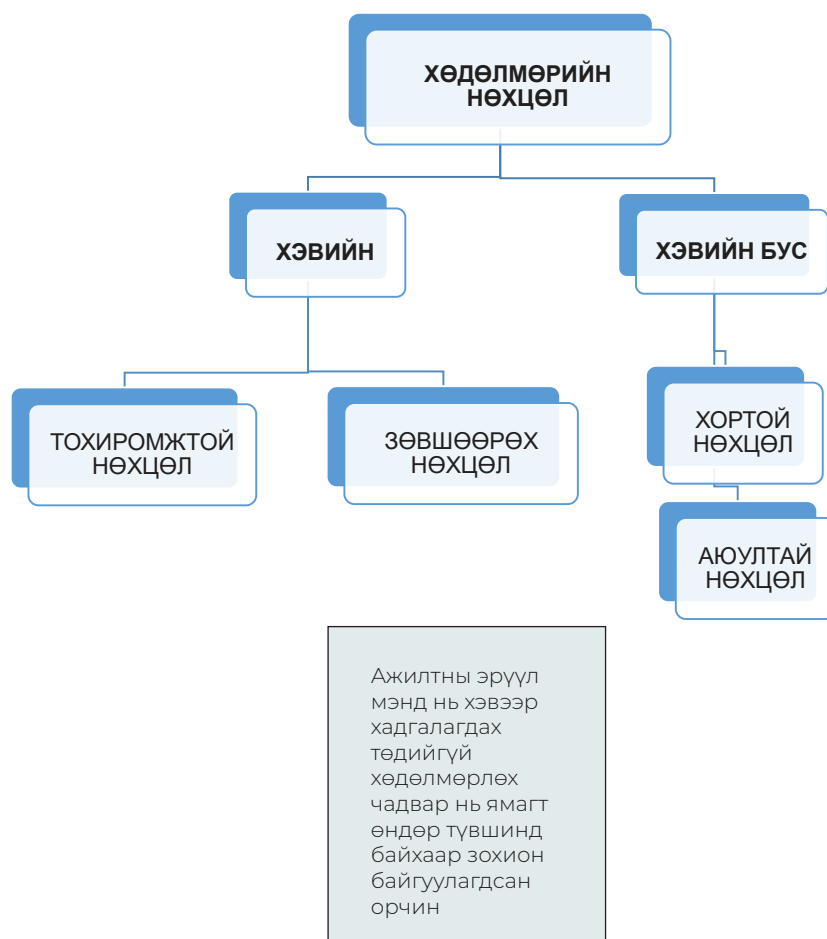 ХӨДӨЛМӨРИЙН
НӨХЦӨЛ
ХЭВИЙН
ХЭВИЙН БУС
ТОХИРОМЖТОЙ
НӨХЦӨЛ
ЗӨВШӨӨРӨХ
НӨХЦӨЛ
ХОРТОЙ
НӨХЦӨЛ
АЮУЛТАЙ
НӨХЦӨЛ
Ажилтны эрүүл
мэнд нь хэвээр
хадгалагдах
төдийгүй
хөдөлмөрлөх
чадвар нь ямагт
өндөр түвшинд
байхаар зохион
байгуулагдсан
орчин